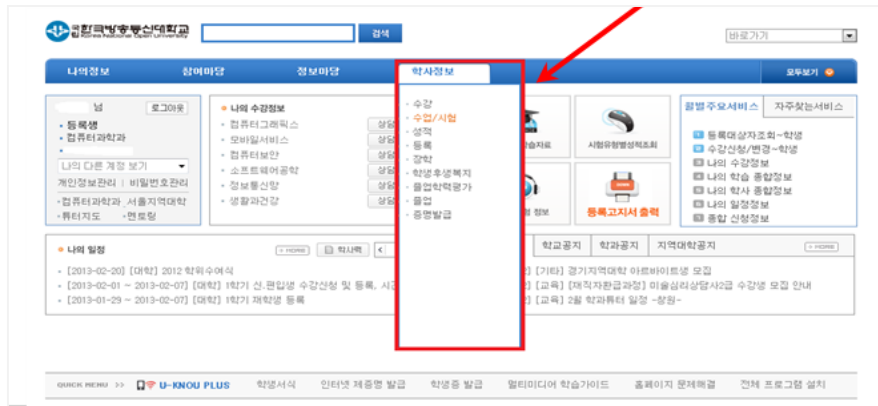 국립 한국방송통신대학교
Korea National Open University
검색
바로가기
나의정보
참여마당
정보마당
학사정보
모두보기
님
로그아웃
· 등록생
· 컴퓨터과학과
나의 다른 계정 보기
개인정보관리 | 비밀번호관리
·컴퓨터과학과 ·서울지역대학
·튜터지도 ·멘토링
나의 수강정보
· 컴퓨터그래픽스
상담
· 모바일서비스
상담
· 컴퓨터보안
상담
· 소프트웨어공학
상담
· 정보통신망
상담
· 생활과건강
상담
· 수강
· 수업/시험
· 성적
· 등록
· 장학
· 학생후생복지
· 졸업학력평가
· 졸업
· 증명발급
학습자료
시험유형별성적조회
정보
등록고지서 출력
월별주요서비스
자주찾는서비스
1 등록대상자조회-학생
2 수강신청/변경-학생
나의 수강정보
나의 학습 종합정보
나의 학사 종합정보
나의 일정정보
종합 신청정보
나의 일정
+ HOME
학사력
<
· [2013-02-20] [대학] 2012 학위수여식
· [2013-02-01 ~ 2013-02-07] [대학] 1학기 신.편입생 수강신청 및 등록, 시간
· [2013-01-29 ~ 2013-02-07] [대학] 1학기 재학생 등록
학교공지
학과공지
지역대학공지
+ HOME
[기타] 경기지역대학 아르바이트생 모집
[교육] [재직자환급과정] 미술심리상담사2급 수강생 모집 안내
[교육] 2월 학과튜터 일정 -창원-
QUICK MENU >>
U-KNOU PLUS
학생서식
인터넷 제증명 발급
학생증 발급
멀티미디어 학습가이드
홈페이지 문제해결
전체 프로그램 설치